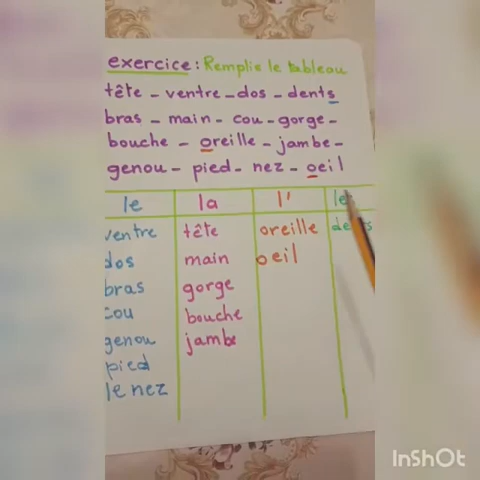 exercice : Remplis le tableau
tête - ventre - dos - dents
bras - main - cou - gorge -
bouche - oreille - jambe -
genou - pied - nez - oeil
le la l' les
ventre tête oreille dents
dos main oeil
bras gorge
cou bouche
genou jambe
pied
le nez
InShOt